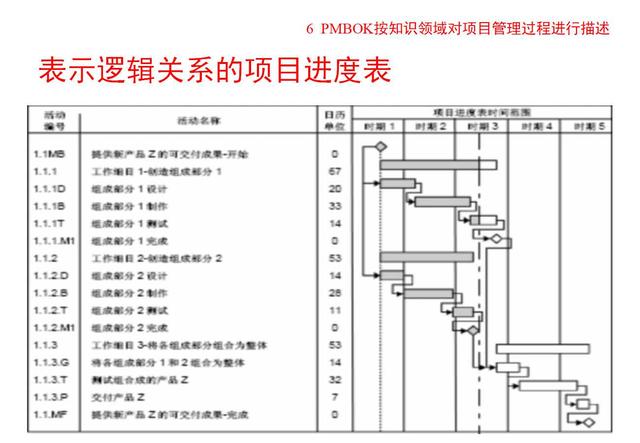 6 PMBOK按知识领域对项目管理过程进行描述
表示逻辑关系的项目进度表
活动编号 活动名称 日历单位 项目进度表时间范围
时期 1 时期 2 时期 3 时期 4 时期 5
1.1MB 提供新产品 Z 的可交付成果-开始 0
1.1.1 工作细目 1-创造组成部分 1 67
1.1.1D 组成部分 1 设计 20
1.1.1B 组成部分 1 制作 33
1.1.1T 组成部分 1 测试 14
1.1.1.M1 组成部分 1 完成 0
1.1.2 工作细目 2-创造组成部分 2 53
1.1.2.D 组成部分 2 设计 14
1.1.2.B 组成部分 2 制作 28
1.1.2.T 组成部分 2 测试 11
1.1.2.M1 组成部分 2 完成 0
1.1.3 工作细目 3-将各组成部分组合为整体 53
1.1.3.G 将各组成部分 1 和 2 组合为整体 14
1.1.3.T 测试组合成的产品 Z 32
1.1.3.P 交付产品 Z 7
1.1.MF 提供新产品 Z 的可交付成果-完成 0